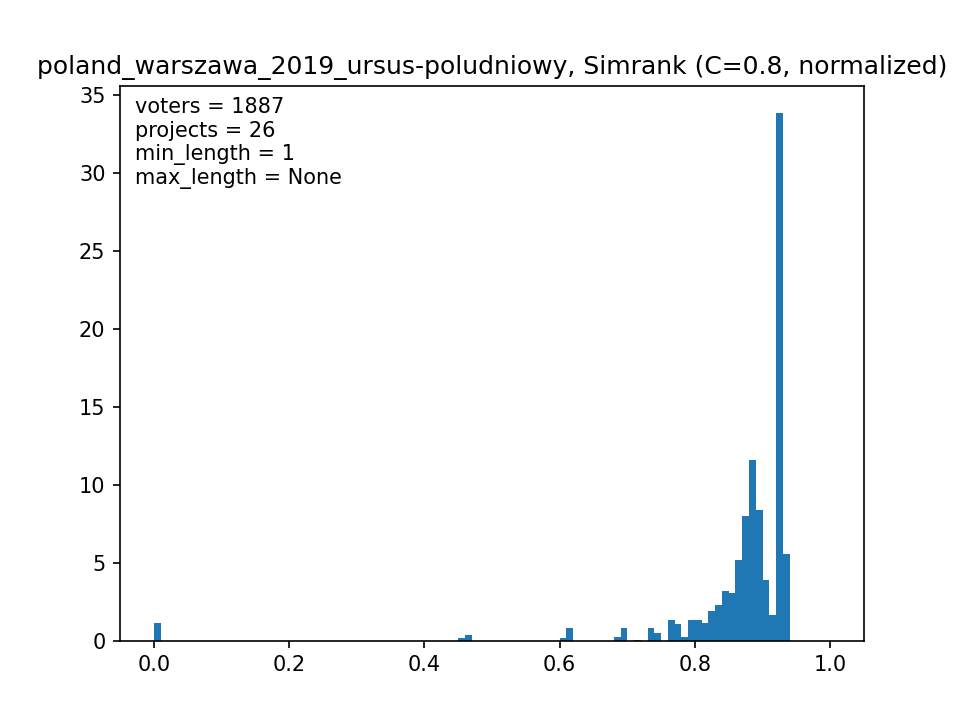 poland_warszawa_2019_ursus-poludniowy, Simrank (C=0.8, normalized)
voters = 1887
projects = 26
min_length = 1
max_length = None
35
30
25
20
15
10
5
0
0.0 0.2 0.4 0.6 0.8 1.0